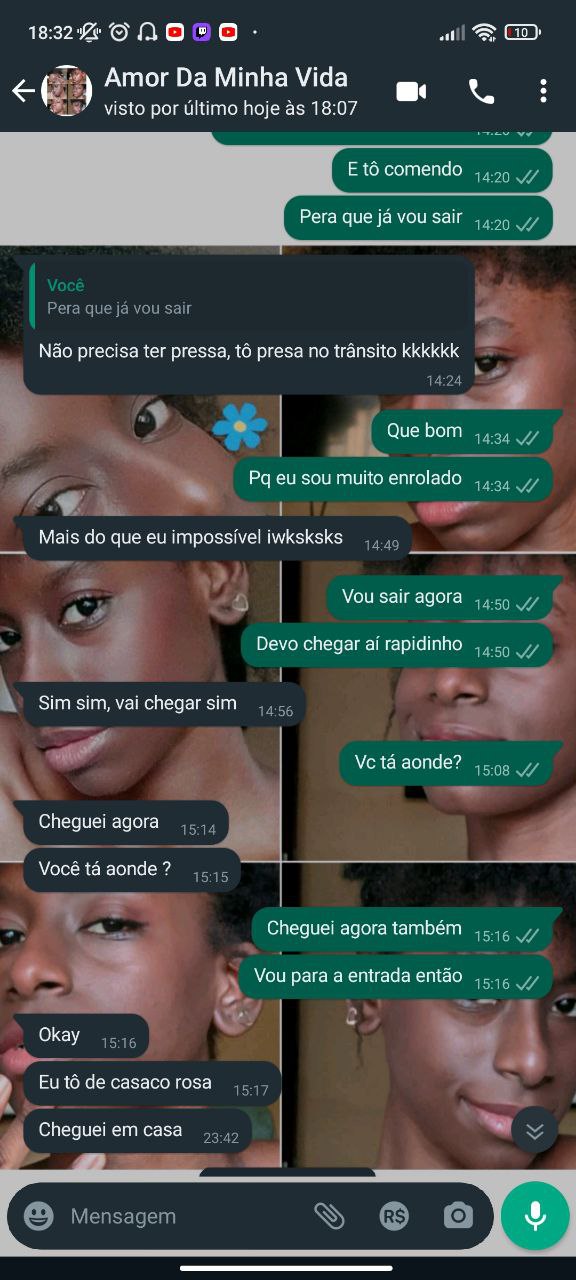 18:32
10
Amor Da Minha Vida
visto por último hoje às 18:07
14:20
E tô comendo 14:20
Pera que já vou sair 14:20
Você
Pera que já vou sair
Não precisa ter pressa, tô presa no trânsito kkkkkk
14:24
Que bom 14:34
Pq eu sou muito enrolado 14:34
Mais do que eu impossível iwksksks 14:49
Vou sair agora 14:50
Devo chegar aí rapidinho 14:50
Sim sim, vai chegar sim 14:56
Vc tá aonde? 15:08
Cheguei agora 15:14
Você tá aonde ? 15:15
Cheguei agora também 15:16
Vou para a entrada então 15:16
Okay 15:16
Eu tô de casaco rosa 15:17
Cheguei em casa 23:42
Mensagem
R$